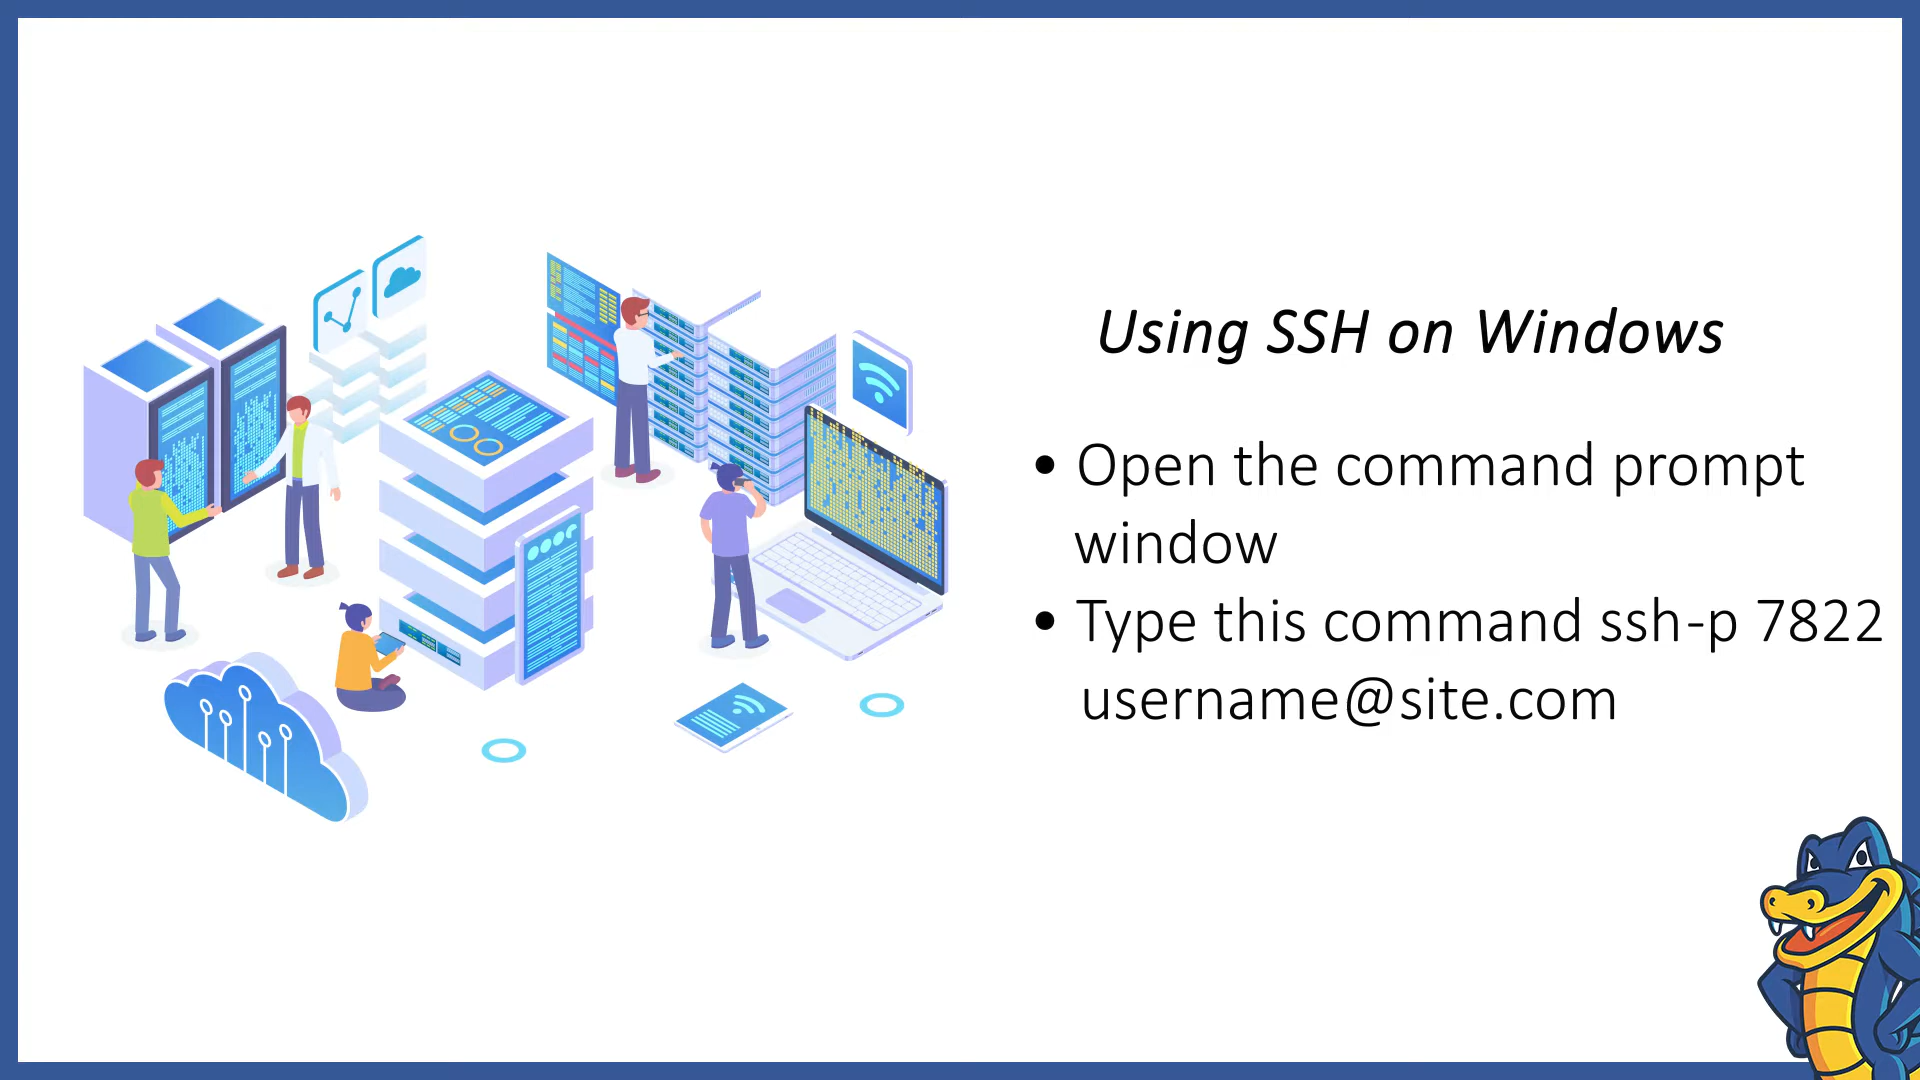 Using SSH on Windows
• Open the command prompt
window
• Type this command ssh-p 7822
username@site.com